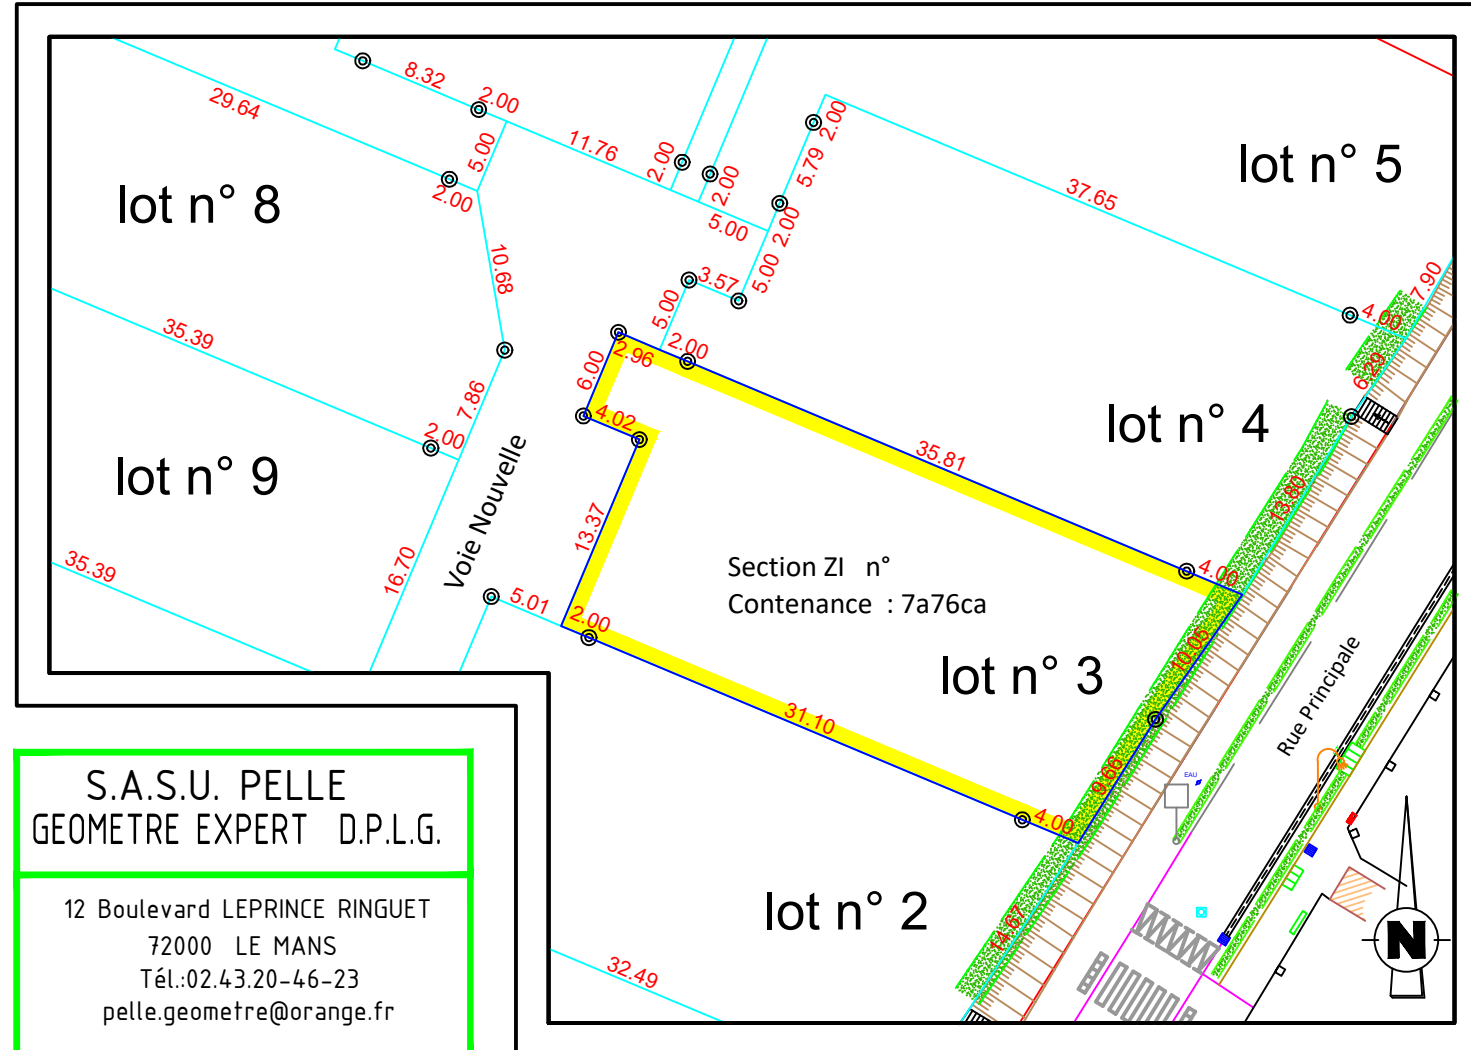 8.32
2.00
29.64
5.00
11.76
2.00
2.00
2.00
5.79
2.00
5.00
37.65
lot n° 5
lot n° 8
2.00
10.68
3.57
5.00
5.00
7.90
4.00
6.29
35.39
7.86
2.00
6.00
2.96
2.00
4.02
lot n° 4
35.81
13.80
lot n° 9
Voie Nouvelle
13.37
35.39
16.70
5.01
2.00
Section ZI n°
Contenance : 7a76ca
4.00
10.05
lot n° 3
Rue Principale
31.10
9.66
4.00
EAU
lot n° 2
14.67
32.49
N
S.A.S.U. PELLE
GEOMETRE EXPERT D.P.L.G.
12 Boulevard LEPRINCE RINGUET
72000 LE MANS
Tél.:02.43.20-46-23
pelle.geometre@orange.fr